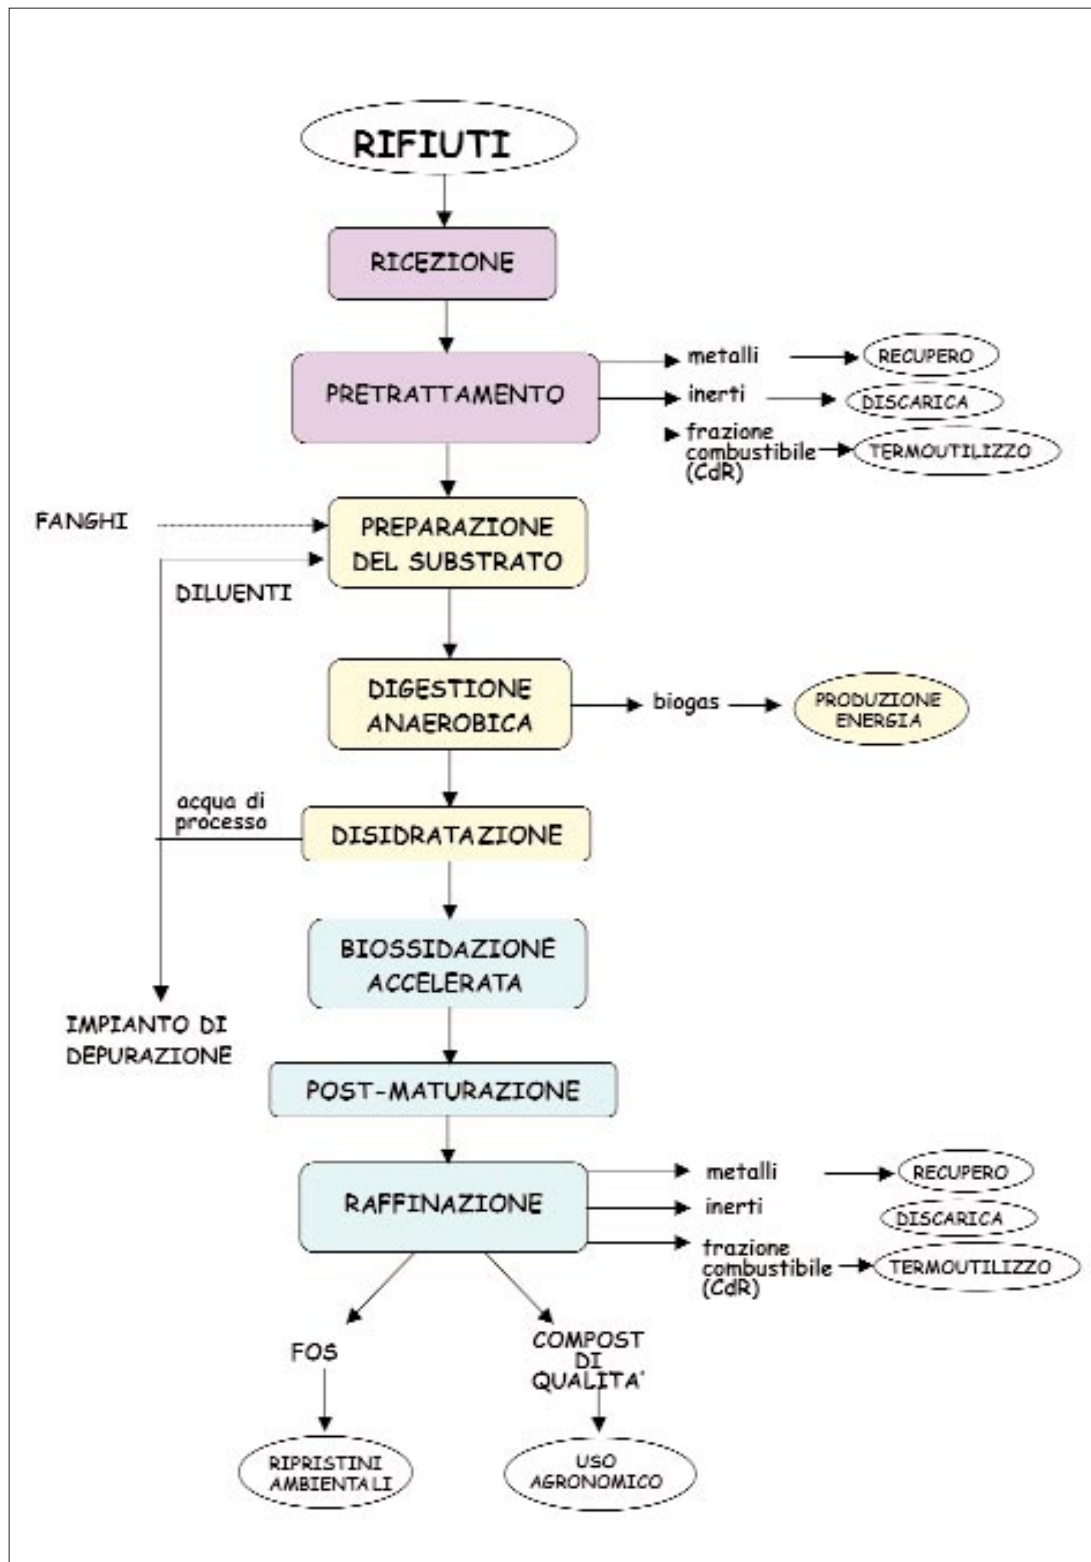 RIFIUTI
RICEZIONE
PRETRATTAMENTO
metalli
RECUPERO
inerti
DISCARICA
frazione
combustibile
(CdR)
TERMOUTILIZZO
FANGHI
PREPARAZIONE
DEL SUBSTRATO
DILUENTI
DIGESTIONE
ANAEROBICA
biogas
PRODUZIONE
ENERGIA
acqua di
processo
DISIDRATAZIONE
BIOSSIDAZIONE
ACCELERATA
IMPIANTO DI
DEPURAZIONE
POST-MATURAZIONE
RAFFINAZIONE
metalli
RECUPERO
inerti
DISCARICA
frazione
combustibile
(CdR)
TERMOUTILIZZO
FOS
COMPOST
DI
QUALITA'
RIPRISTINI
AMBIENTALI
USO
AGRONOMICO